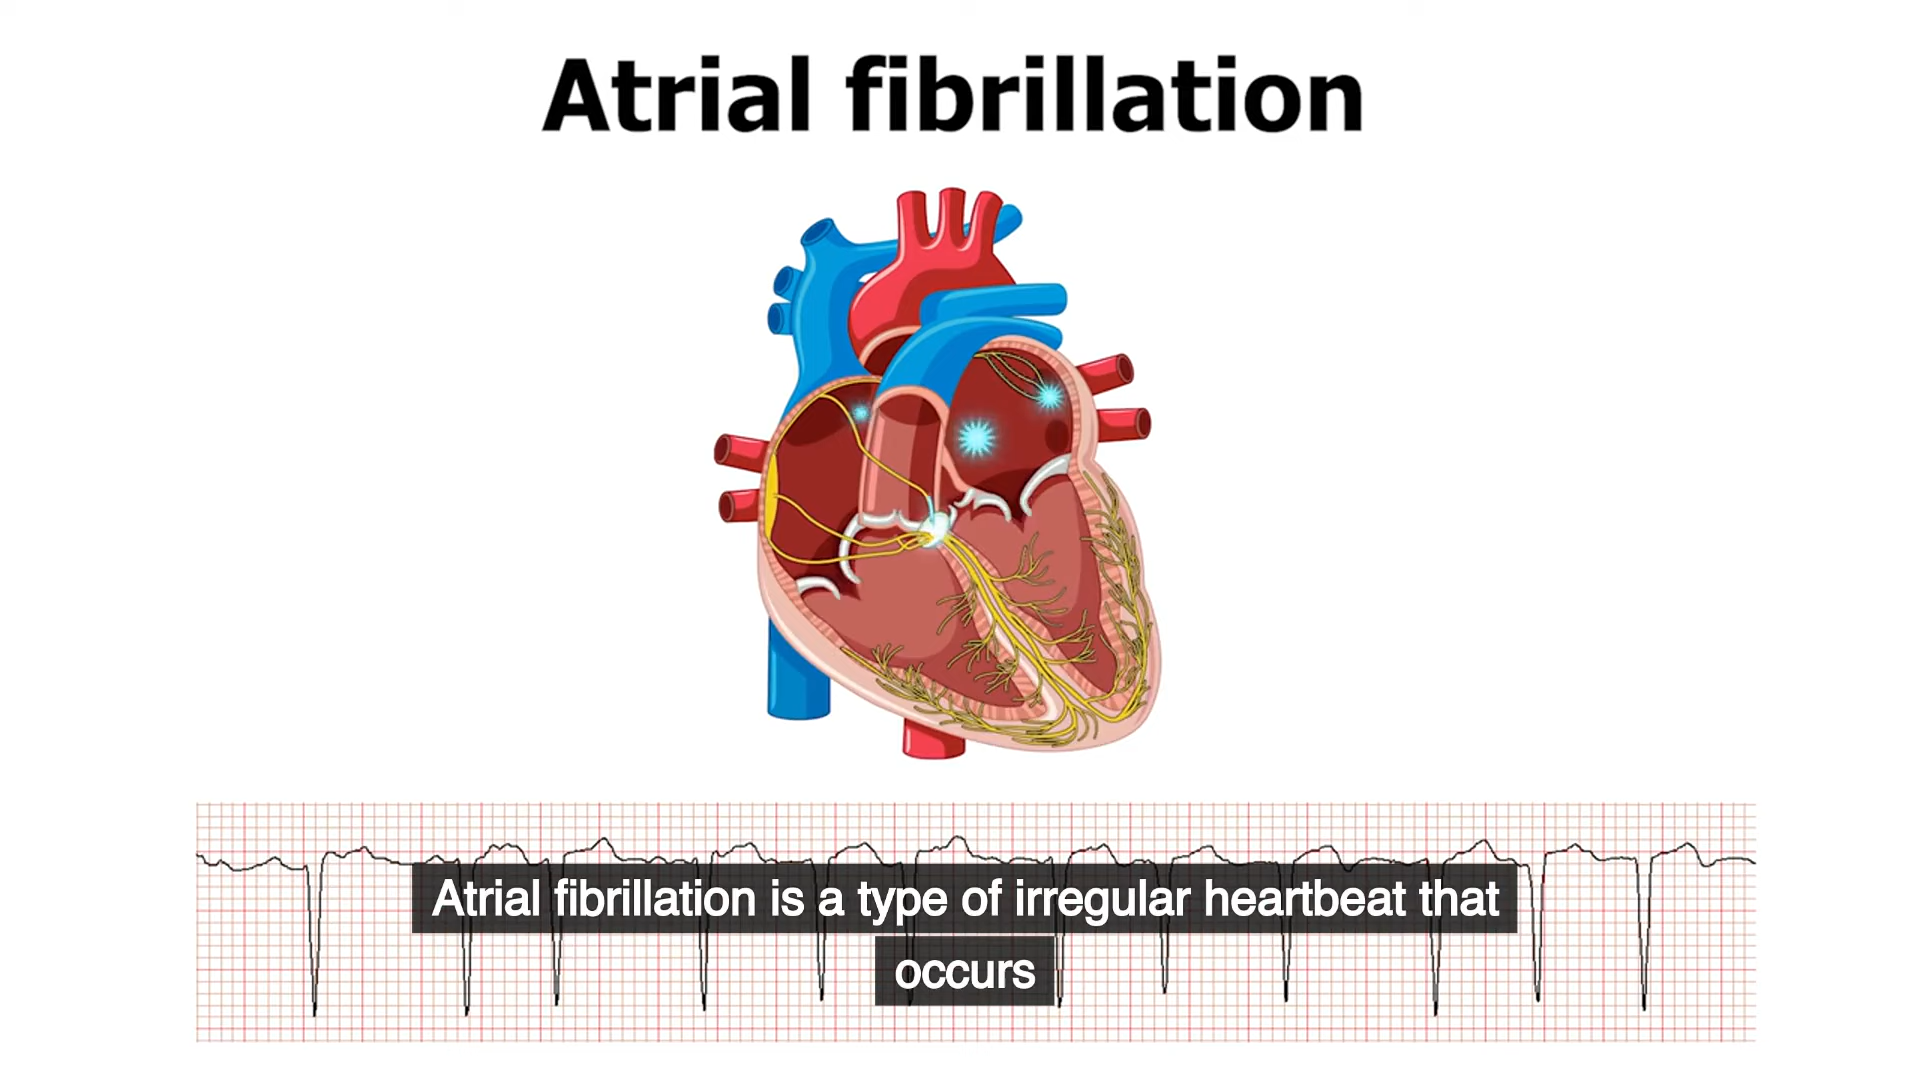 Atrial fibrillation
Atrial fibrillation is a type of irregular heartbeat that
occurs